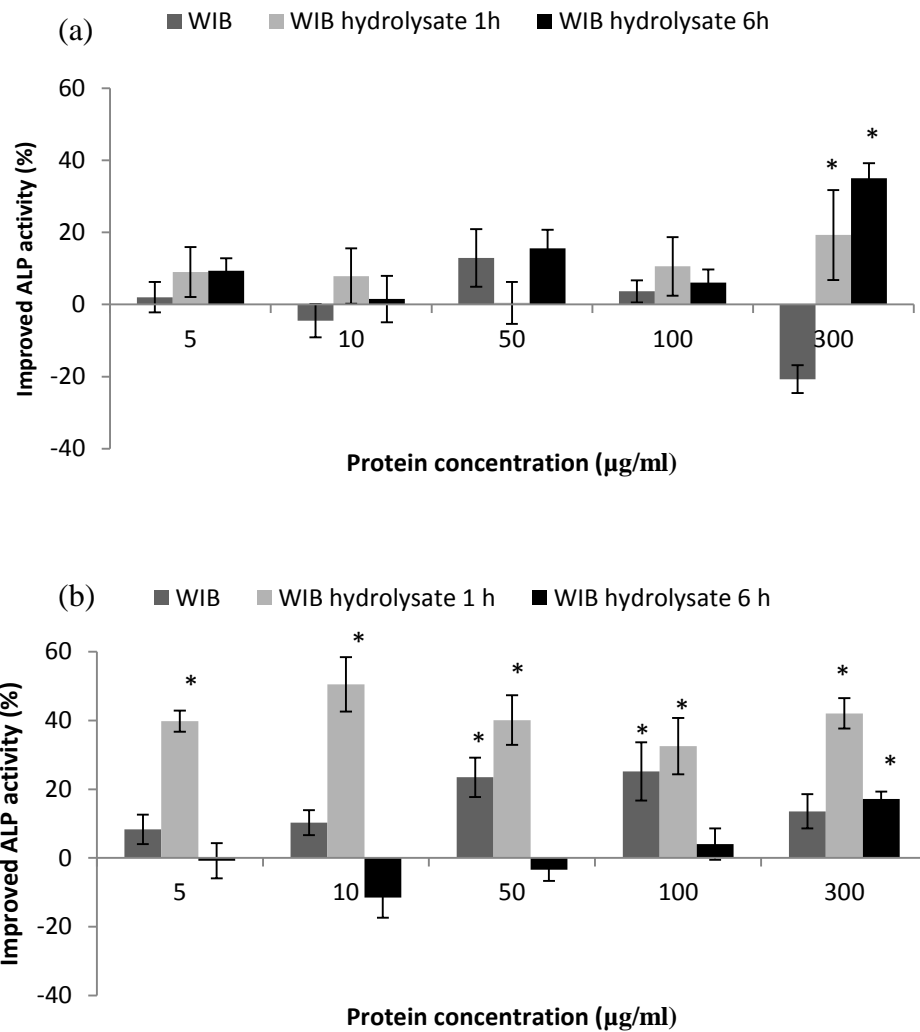 (a)
WIB WIB hydrolysate 1h WIB hydrolysate 6h
Improved ALP activity (%)
60
40
20
0
-20
-40
* *
5 10 50 100 300
Protein concentration (µg/ml)
(b)
WIB WIB hydrolysate 1 h WIB hydrolysate 6 h
Improved ALP activity (%)
60
40
20
0
-20
-40
* * * * * * * *
5 10 50 100 300
Protein concentration (µg/ml)